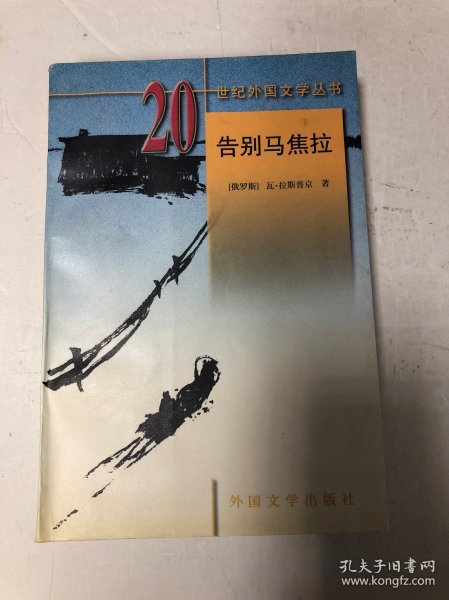 20世纪外国文学丛书
告别马焦拉
[俄罗斯] 瓦·拉斯普京 著
外国文学出版社
孔夫子旧书网
www.kongfz.com